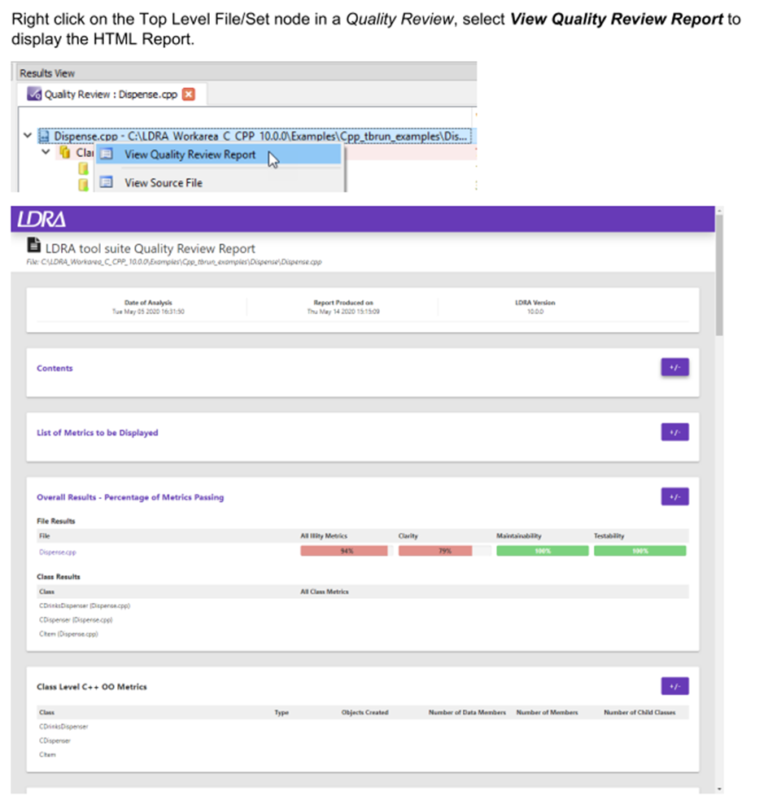 Right click on the Top Level File/Set node in a Quality Review, select View Quality Review Report to
display the HTML Report.
Results View
Quality Review : Dispense.cpp
Dispense.cpp - C:\LDRA_Workarea_C_CPP_10.0.0\Examples\Cpp_tbrun_examples\Dis...
Cla
View Quality Review Report
View Source File
LDRA
LDRA tool suite Quality Review Report
File: C:\LDRA_Workarea_C_CPP_10.0.0\Examples\Cpp_tbrun_examples\Dispense\Dispense.cpp
Date of Analysis Report Produced on LDRA Version
Tue May 05 2020 16:31:50 Thu May 14 2020 15:15:09 10.0.0
Contents +/-
List of Metrics to be Displayed +/-
Overall Results - Percentage of Metrics Passing +/-
File Results
File All Ility Metrics Clarity Maintainability Testability
Dispense.cpp 94% 79% 100% 100%
Class Results
Class All Class Metrics
CDrinksDispenser (Dispense.cpp)
CDispenser (Dispense.cpp)
CItem (Dispense.cpp)
Class Level C++ OO Metrics +/-
Class Type Objects Created Number of Data Members Number of Members Number of Child Classes
CDrinksDispenser
CDispenser
CItem